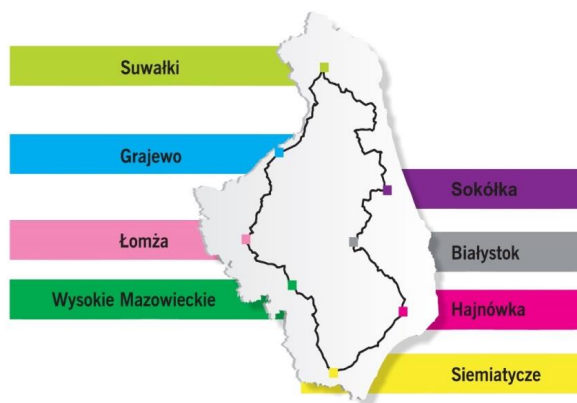 Suwałki
Grajewo
Sokółka
Łomża
Białystok
Wysokie Mazowieckie
Hajnówka
Siemiatycze